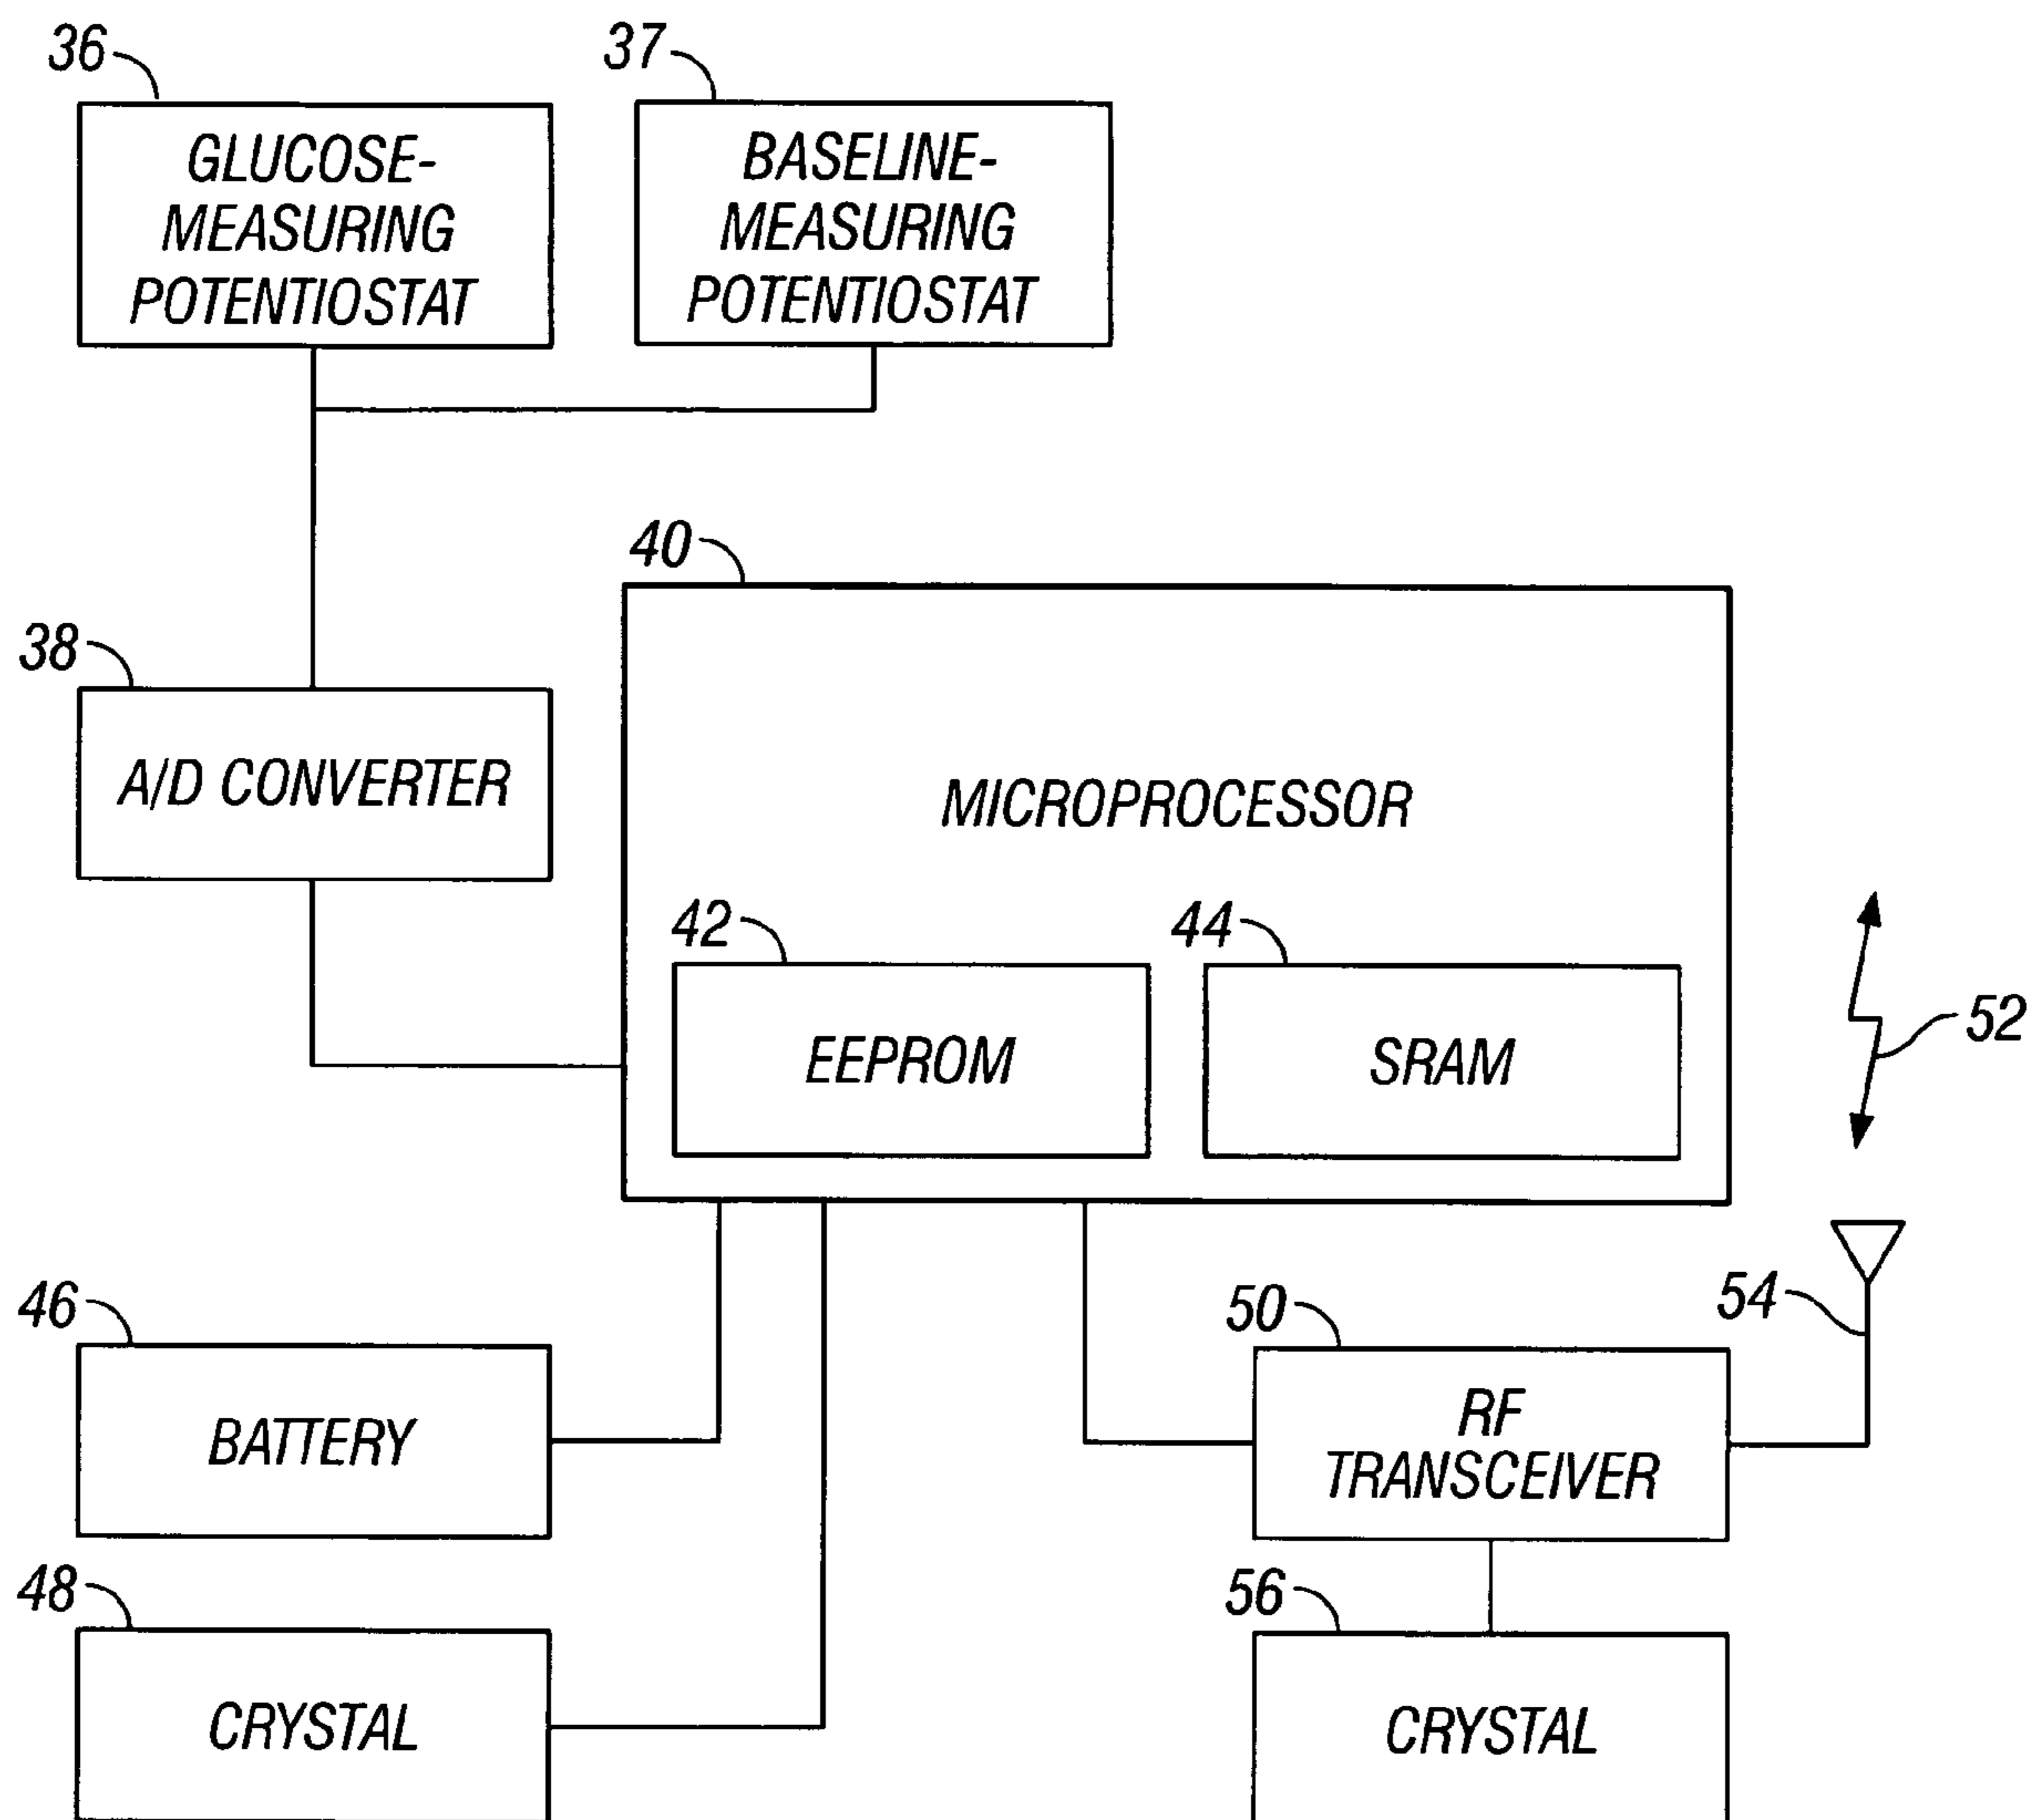 36
GLUCOSE-
MEASURING
POTENTIOSTAT
37
BASELINE-
MEASURING
POTENTIOSTAT
38
A/D CONVERTER
40
MICROPROCESSOR
42
EEPROM
44
SRAM
52
46
BATTERY
50
RF
TRANSCEIVER
54
48
CRYSTAL
56
CRYSTAL